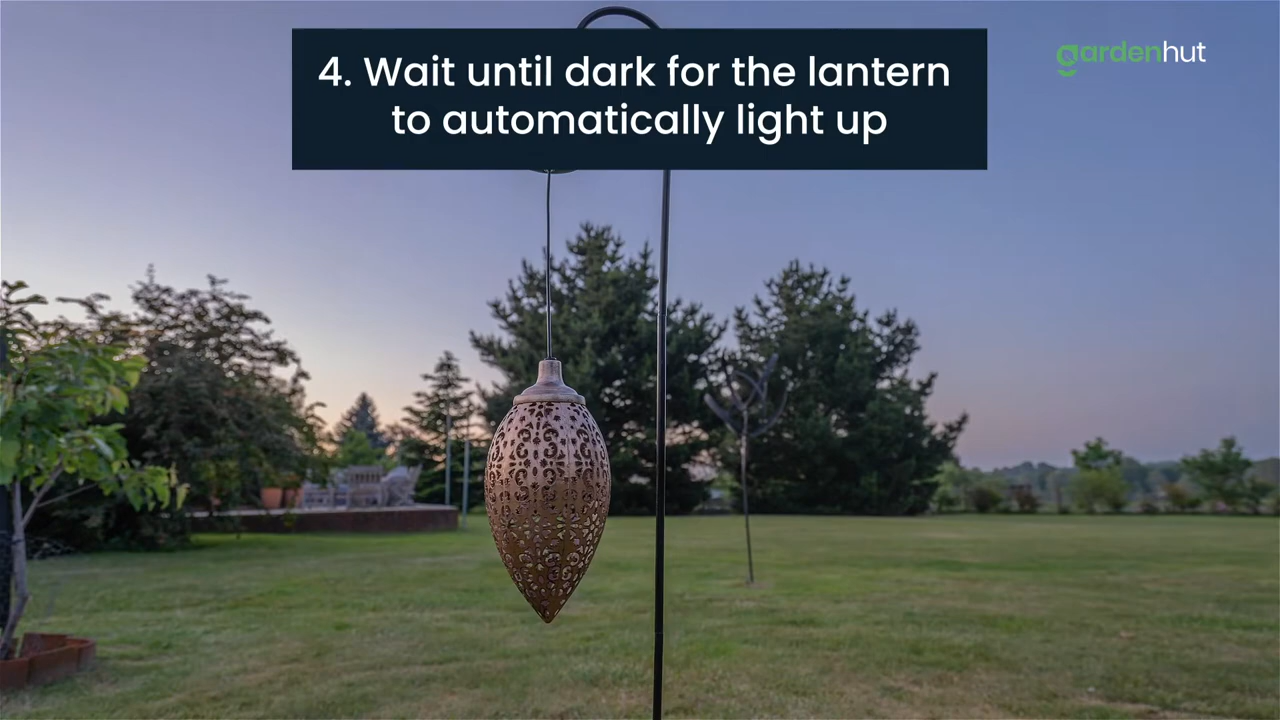 4. Wait until dark for the lantern
to automatically light up
gardenhut